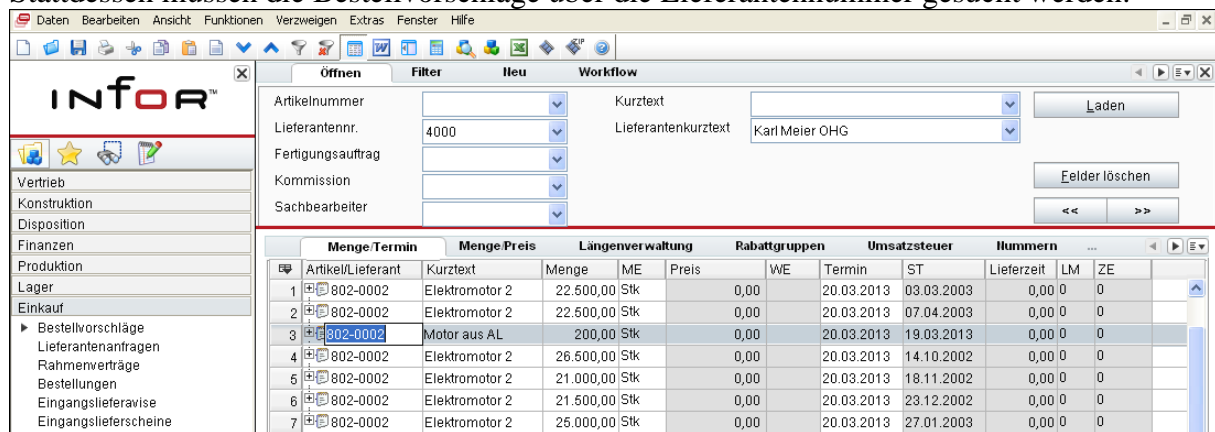 Stattdessen müssen die Bestellvorschläge über die Lieferantennummer gesucht werden.
Daten Bearbeiten Ansicht Funktionen Verzweigen Extras Fenster Hilfe
infor™
Öffnen Filter Neu Workflow
Artikelnummer Kurztext Laden
Lieferantennr. 4000 Lieferantenkurztext Karl Meier OHG
Fertigungsauftrag
Kommission Felder löschen
Sachbearbeiter << >>
Vertrieb
Konstruktion
Disposition
Finanzen
Produktion
Lager
Einkauf
Bestellvorschläge
Lieferantenanfragen
Rahmenverträge
Bestellungen
Eingangslieferavise
Eingangslieferscheine
Menge/Termin Menge/Preis Längenverwaltung Rabattgruppen Umsatzsteuer Nummern ...
Artikel/Lieferant Kurztext Menge ME Preis WE Termin ST Lieferzeit LM ZE
1 802-0002 Elektromotor 2 22.500,00 Stk 0,00 20.03.2013 03.03.2003 0,00 0 0
2 802-0002 Elektromotor 2 22.500,00 Stk 0,00 20.03.2013 07.04.2003 0,00 0 0
3 802-0002 Motor aus AL 200,00 Stk 0,00 20.03.2013 19.03.2013 0,00 0 0
4 802-0002 Elektromotor 2 26.500,00 Stk 0,00 20.03.2013 14.10.2002 0,00 0 0
5 802-0002 Elektromotor 2 21.000,00 Stk 0,00 20.03.2013 18.11.2002 0,00 0 0
6 802-0002 Elektromotor 2 21.500,00 Stk 0,00 20.03.2013 23.12.2002 0,00 0 0
7 802-0002 Elektromotor 2 25.000,00 Stk 0,00 20.03.2013 27.01.2003 0,00 0 0